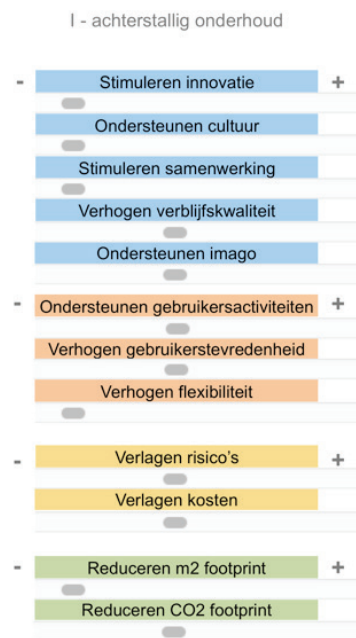 I - achterstallig onderhoud
- Stimuleren innovatie +
Ondersteunen cultuur
Stimuleren samenwerking
Verhogen verblijfskwaliteit
Ondersteunen imago
- Ondersteunen gebruikersactiviteiten +
Verhogen gebruikerstevredenheid
Verhogen flexibiliteit
- Verlagen risico's +
Verlagen kosten
- Reduceren m2 footprint +
Reduceren CO2 footprint